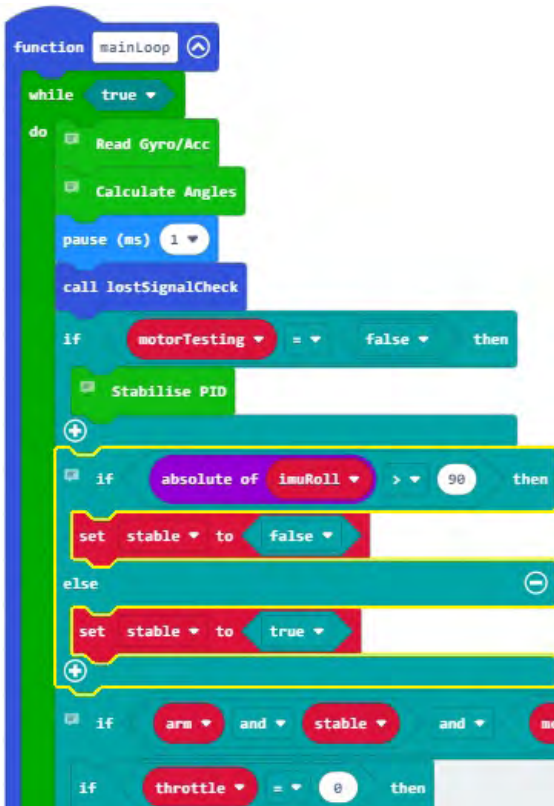 function mainLoop
while true
do
Read Gyro/Acc
Calculate Angles
pause (ms) 1
call lostSignalCheck
if motorTesting = false then
Stabilise PID
if absolute of imuRoll > 90 then
set stable to false
else
set stable to true
if arm and stable and
if throttle = 0 then